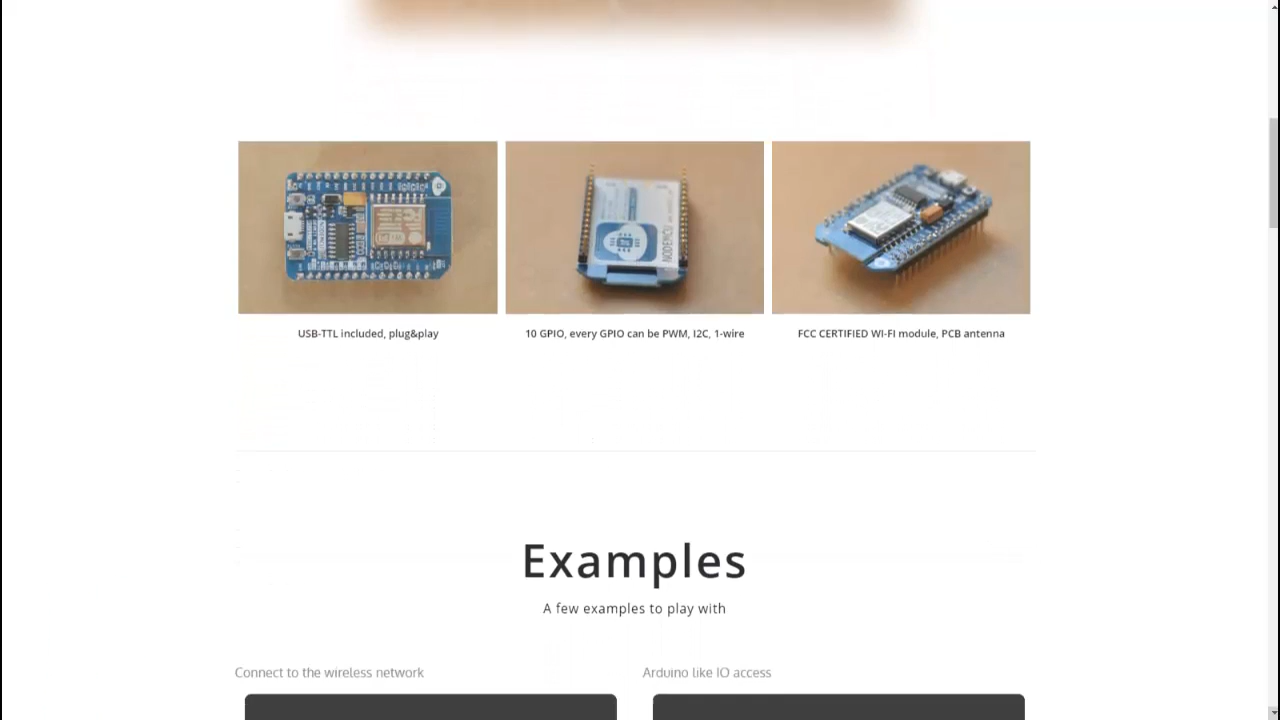 NODEMCU
USB-TTL included, plug&play
10 GPIO, every GPIO can be PWM, I2C, 1-wire
FCC CERTIFIED WI-FI module, PCB antenna
Examples
A few examples to play with
Connect to the wireless network
Arduino like IO access